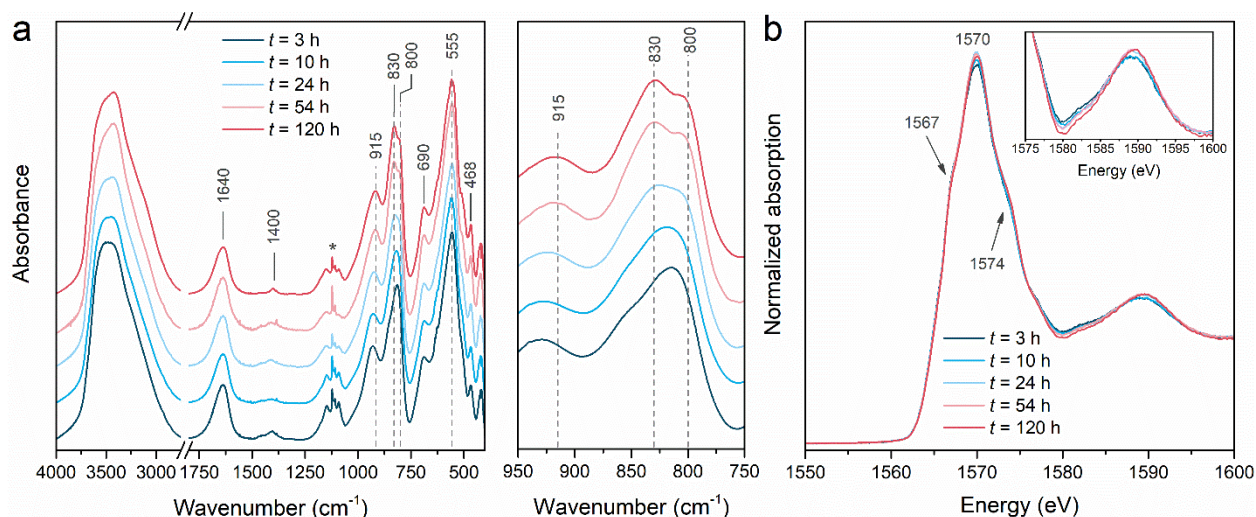 a
t = 3 h
t = 10 h
t = 24 h
t = 54 h
t = 120 h
1640
1400
*
915
830
800
690
555
468
Absorbance
4000 3500 3000 1750 1500 1250 1000 750 500
Wavenumber (cm-1)
915
830
800
950 900 850 800 750
Wavenumber (cm-1)
b
1570
1567
1574
1575 1580 1585 1590 1595 1600
Energy (eV)
t = 3 h
t = 10 h
t = 24 h
t = 54 h
t = 120 h
Normalized absorption
1550 1560 1570 1580 1590 1600
Energy (eV)